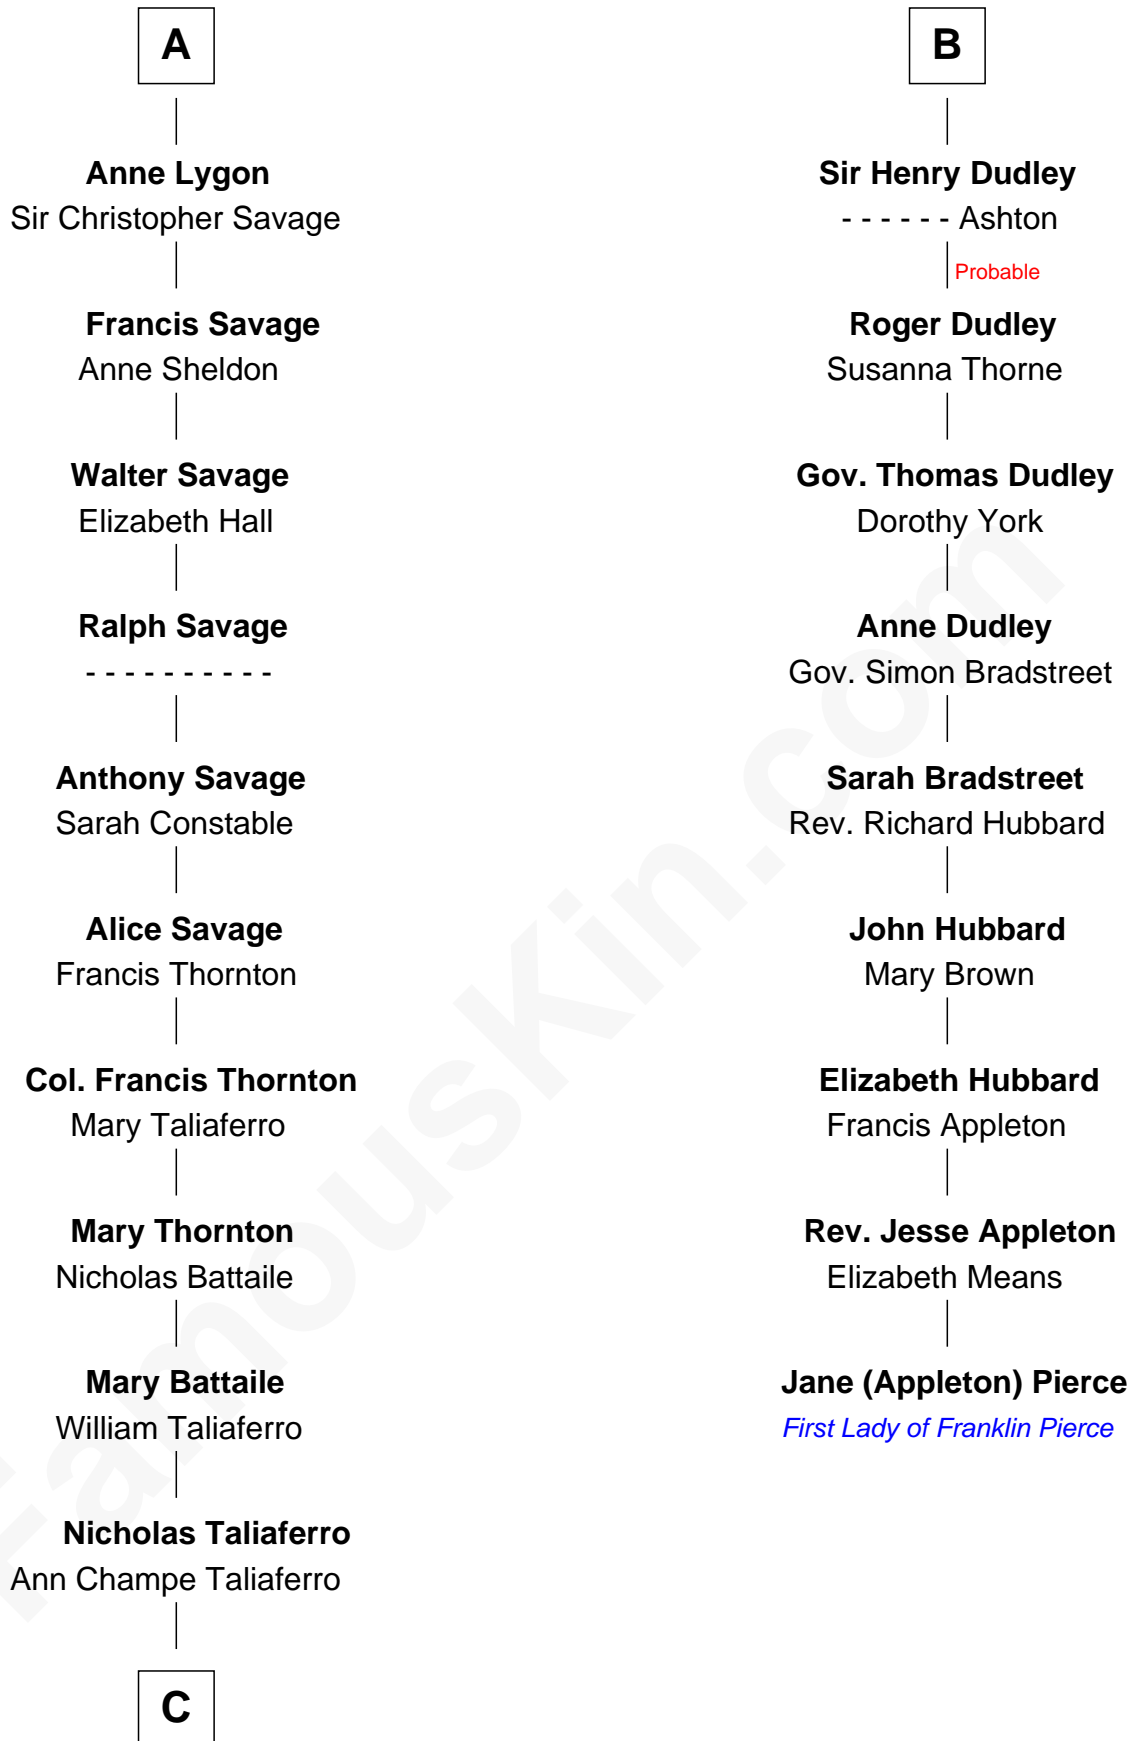 A
Anne Lygon
Sir Christopher Savage
Francis Savage
Anne Sheldon
Walter Savage
Elizabeth Hall
Ralph Savage
- - - - - - - - - -
Anthony Savage
Sarah Constable
Alice Savage
Francis Thornton
Col. Francis Thornton
Mary Taliaferro
Mary Thornton
Nicholas Battaile
Mary Battaile
William Taliaferro
Nicholas Taliaferro
Ann Champe Taliaferro
C
B
Sir Henry Dudley
- - - - - - Ashton
Probable
Roger Dudley
Susanna Thorne
Gov. Thomas Dudley
Dorothy York
Anne Dudley
Gov. Simon Bradstreet
Sarah Bradstreet
Rev. Richard Hubbard
John Hubbard
Mary Brown
Elizabeth Hubbard
Francis Appleton
Rev. Jesse Appleton
Elizabeth Means
Jane (Appleton) Pierce
First Lady of Franklin Pierce
FamousKin.com